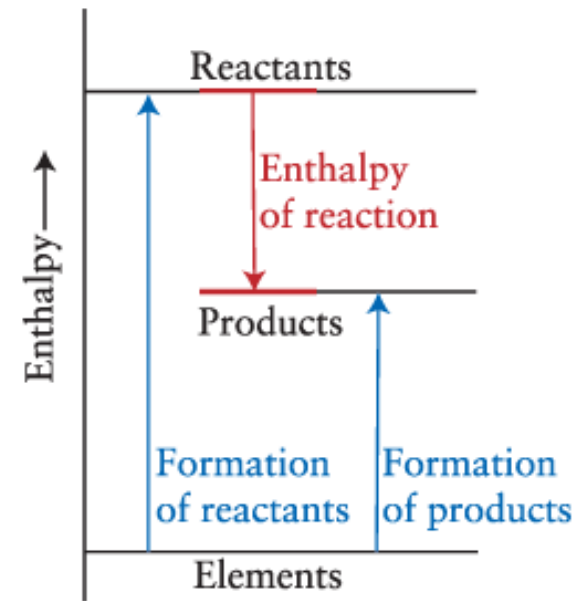 Reactants
Enthalpy
of reaction
Enthalpy
Products
Formation
of reactants
Formation
of products
Elements